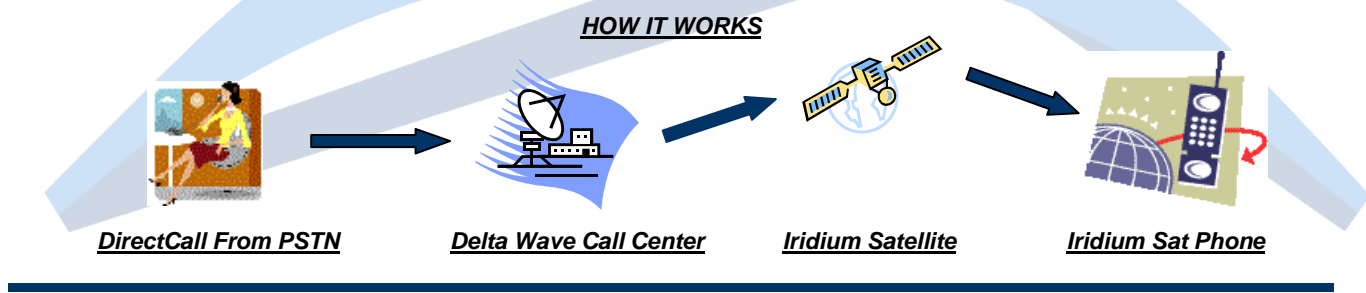 HOW IT WORKS
DirectCall From PSTN
Delta Wave Call Center
Iridium Satellite
Iridium Sat Phone